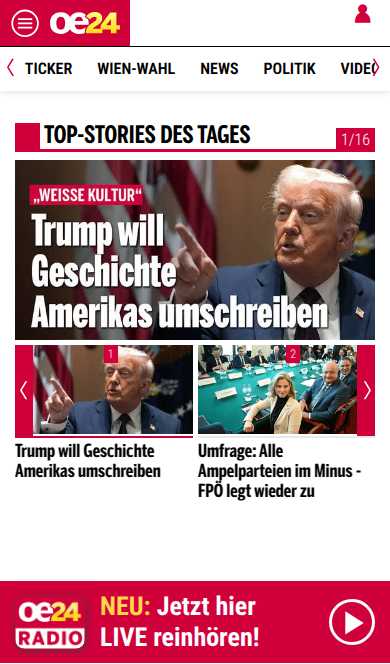 oe24
TICKER WIEN-WAHL NEWS POLITIK VIDEO
TOP-STORIES DES TAGES
1/16
„WEISSE KULTUR“
Trump will
Geschichte
Amerikas umschreiben
1
2
Trump will Geschichte
Amerikas umschreiben
Umfrage: Alle
Ampelparteien im Minus -
FPÖ legt wieder zu
oe24
RADIO
NEU: Jetzt hier
LIVE reinhören!